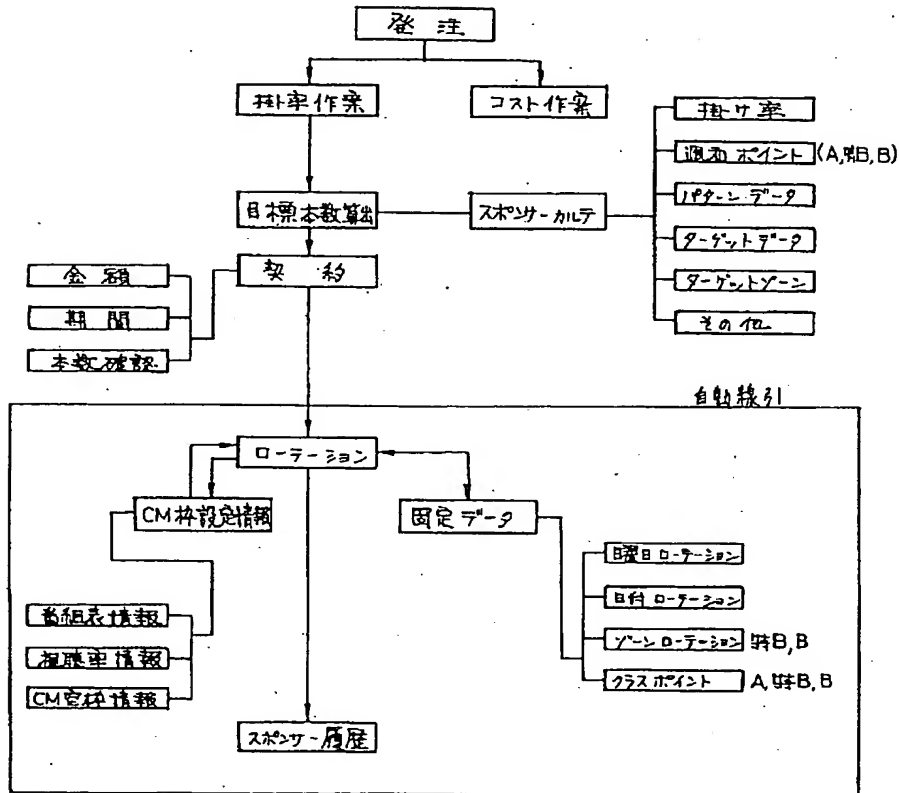 発注
掛率作案
コスト作案
掛け率
週知ポイント (A,特B,B)
パターンデータ
目標本数算出
スポンサーカルテ
ターゲットデータ
契約
ターゲットゾーン
金額
その他
期間
本数確認
自動線引
ローテーション
CM枠設定情報
固定データ
曜日ローテーション
日付ローテーション
番組表情報
ゾーンローテーション 特B,B
視聴率情報
クラスポイント A,特B,B
CM空枠情報
スポンサー履歴